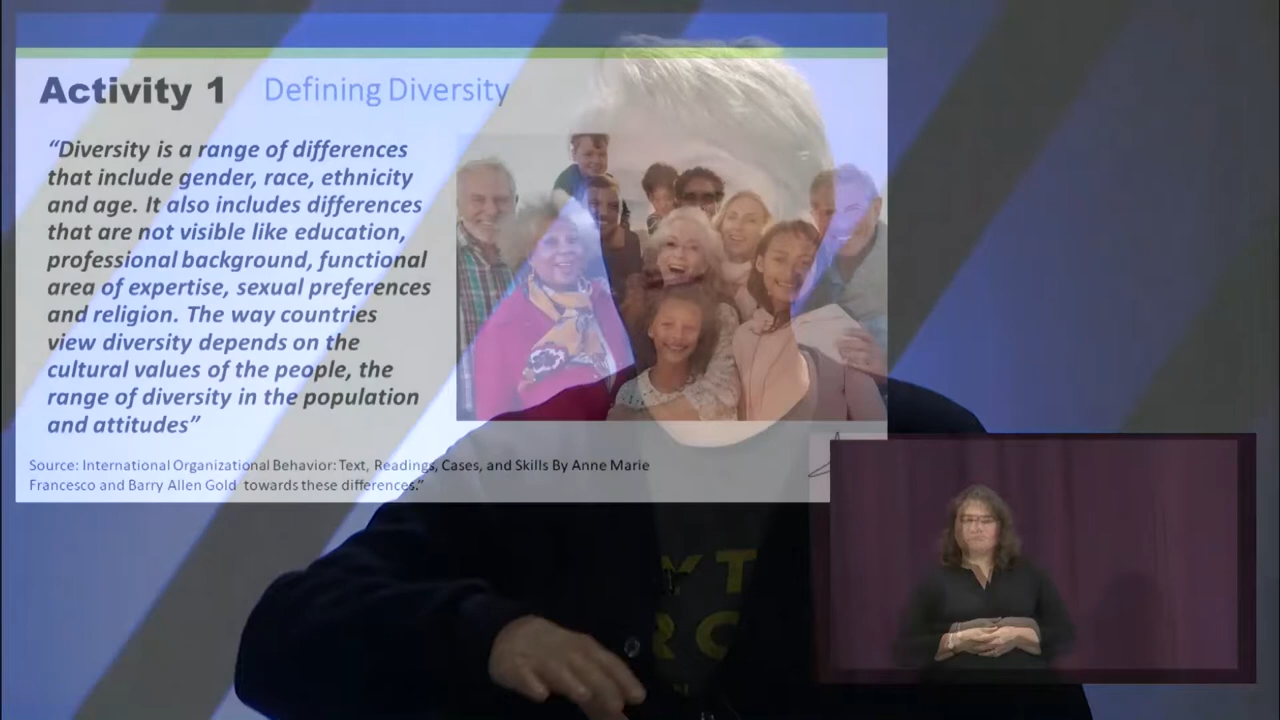 Activity 1 Defining Diversity
“Diversity is a range of differences
that include gender, race, ethnicity
and age. It also includes differences
that are not visible like education,
professional background, functional
area of expertise, sexual preferences
and religion. The way countries
view diversity depends on the
cultural values of the people, the
range of diversity in the population
and attitudes”
Source: International Organizational Behavior: Text, Readings, Cases, and Skills By Anne Marie
Francesco and Barry Allen Gold towards these differences.”